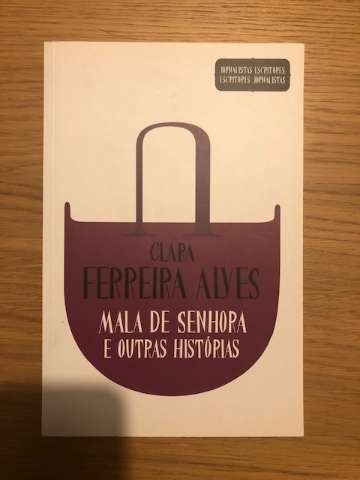 JORNALISTAS ESCRITORES
ESCRITORES JORNALISTAS
CLARA
FERREIRA ALVES
MALA DE SENHORA
E OUTRAS HISTÓRIAS